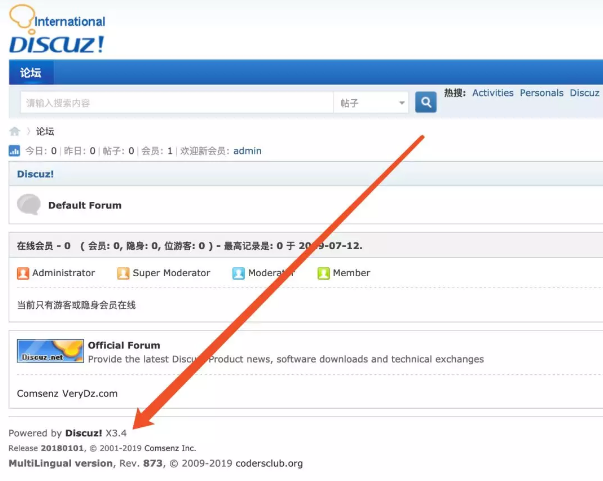 International
DISCUZ!
论坛
请输入搜索内容 帖子 热搜: Activities Personals Discuz
论坛
今日: 0 | 昨日: 0 | 帖子: 0 | 会员: 1 | 欢迎新会员: admin
Discuz!
Default Forum
在线会员 - 0 ( 会员: 0, 隐身: 0, 位游客: 0 ) - 最高记录是: 0 于 2009-07-12.
Administrator Super Moderator Moderator Member
当前只有游客或隐身会员在线
Discuz!.net Official Forum
Provide the latest Discuz! Product news, software downloads and technical exchanges
Comsenz VeryDz.com
Powered by Discuz! X3.4
Release 20180101, © 2001-2019 Comsenz Inc.
MultiLingual version, Rev. 873, © 2009-2019 codersclub.org